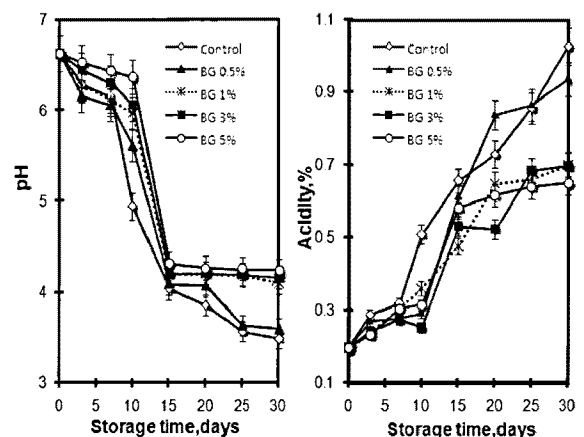 7
6
5
4
3
pH
Control
BG 0.5%
BG 1%
BG 3%
BG 5%
0 5 10 15 20 25 30
Storage time,days
1.1
0.9
0.7
0.5
0.3
0.1
Acidity,%
Control
BG 0.5%
BG 1%
BG 3%
BG 5%
0 5 10 15 20 25 30
Storage time,days